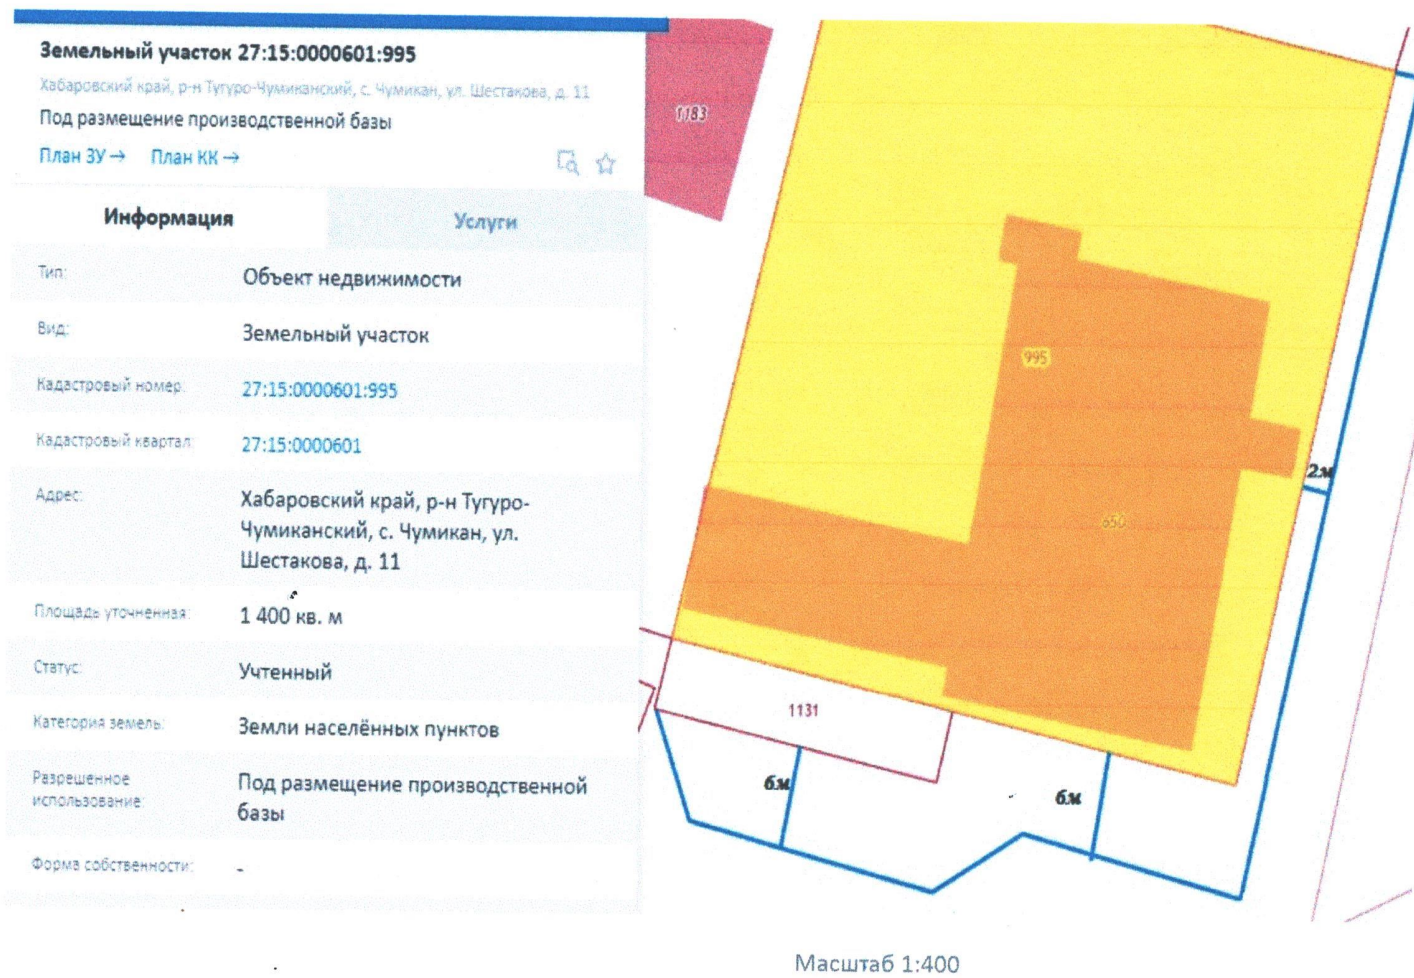 Земельный участок 27:15:0000601:995
Хабаровский край, р-н Тугуро-Чумиканский, с. Чумикан, ул. Шестакова, д. 11
Под размещение производственной базы
План ЗУ → План КК →
Информация Услуги
Тип: Объект недвижимости
Вид: Земельный участок
Кадастровый номер: 27:15:0000601:995
Кадастровый квартал: 27:15:0000601
Адрес: Хабаровский край, р-н Тугуро-
Чумиканский, с. Чумикан, ул.
Шестакова, д. 11
Площадь уточненная: 1 400 кв. м
Статус: Учтенный
Категория земель: Земли населённых пунктов
Разрешенное
использование:
Под размещение производственной
базы
Форма собственности: -
1183
995
650
2м
1131
6м
6м
Масштаб 1:400